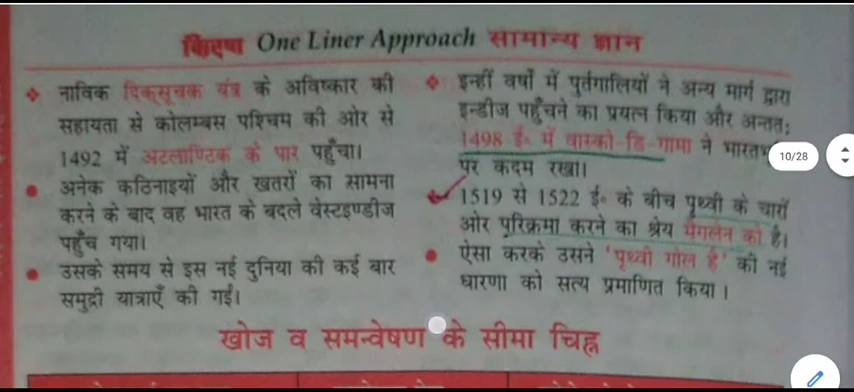 किरण One Liner Approach सामान्य ज्ञान
नाविक दिक्सूचक यंत्र के अविष्कार की
सहायता से कोलम्बस पश्चिम की ओर से
1492 में अटलाण्टिक के पार पहुँचा।
अनेक कठिनाइयों और खतरों का सामना
करने के बाद वह भारत के बदले वेस्टइण्डीज
पहुँच गया।
उसके समय से इस नई दुनिया की कई बार
समुद्री यात्राएँ की गईं।
इन्हीं वर्षों में पुर्तगालियों ने अन्य मार्ग द्वारा
इन्डीज पहुँचने का प्रयत्न किया और अन्तत:
1498 ई॰ में वास्को-डि-गामा ने
पर कदम रखा।
1519 से 1522 ई॰ के बीच पृथ्वी के चारों
ओर परिक्रमा करने का श्रेय मैगलेन को है।
ऐसा करके उसने 'पृथ्वी गोल है' की नई
धारणा को सत्य प्रमाणित किया।
10/28
खोज व समन्वेषण के सीमा चिह्न